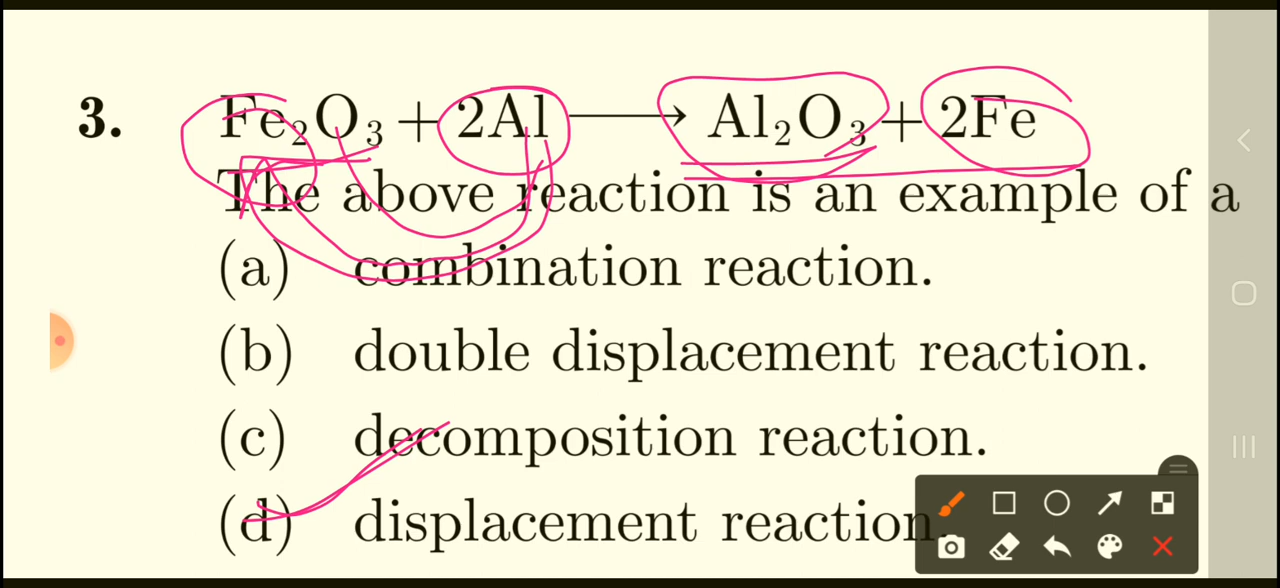 3. Fe₂O₃ + 2Al ⟶ Al₂O₃ + 2Fe
The above reaction is an example of a
(a) combination reaction.
(b) double displacement reaction.
(c) decomposition reaction.
(d) displacement reaction.